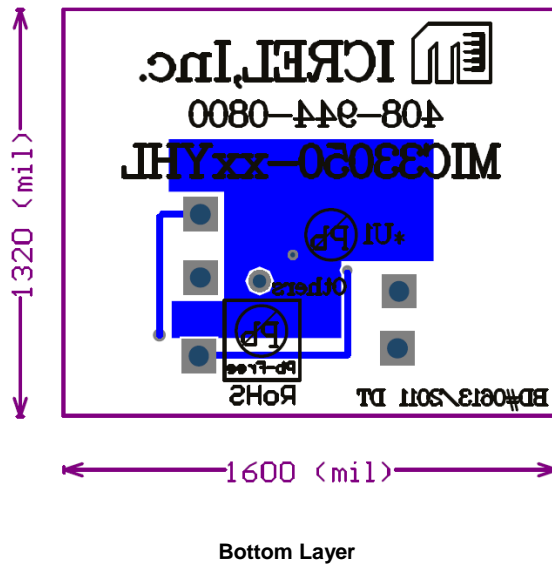 ICREL,Inc.
408-944-0800
MIC33050-xxYHL
Pb *U1
Others
Pb
Pb-Free
RoHS
BD#0613/2011 DT
1320 (mil)
1600 (mil)
Bottom Layer